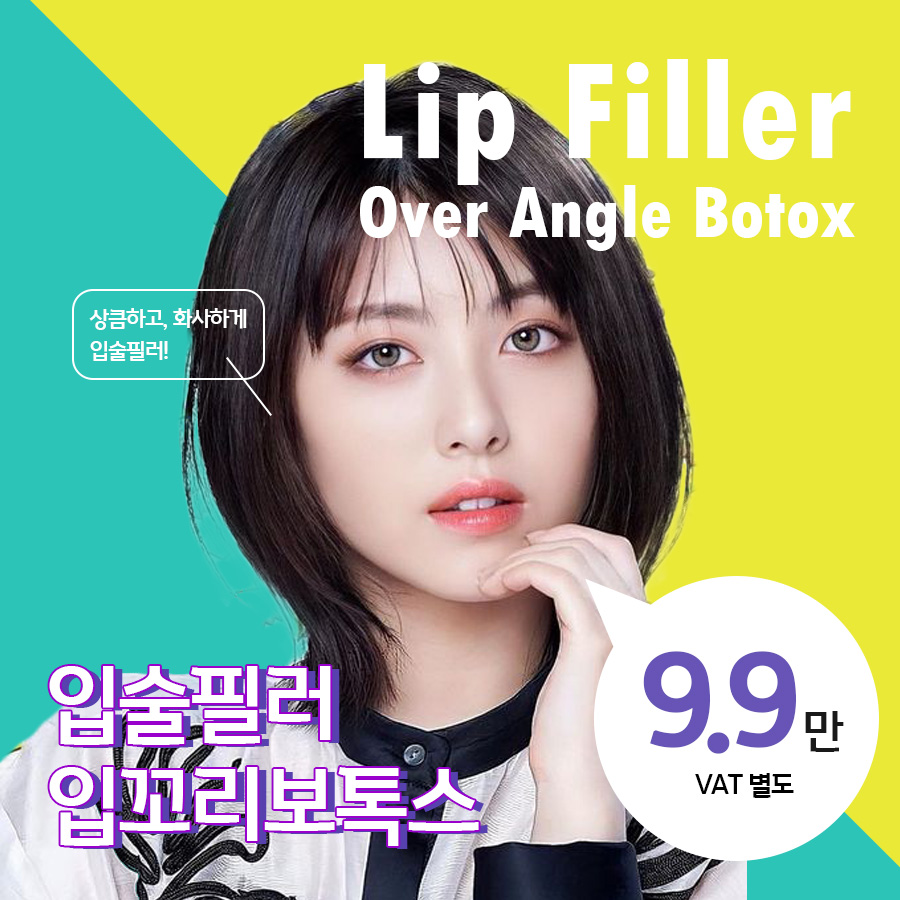 Lip Filler
Over Angle Botox
상큼하고, 화사하게
입술필러!
입술필러
입꼬리보톡스
9.9만
VAT 별도